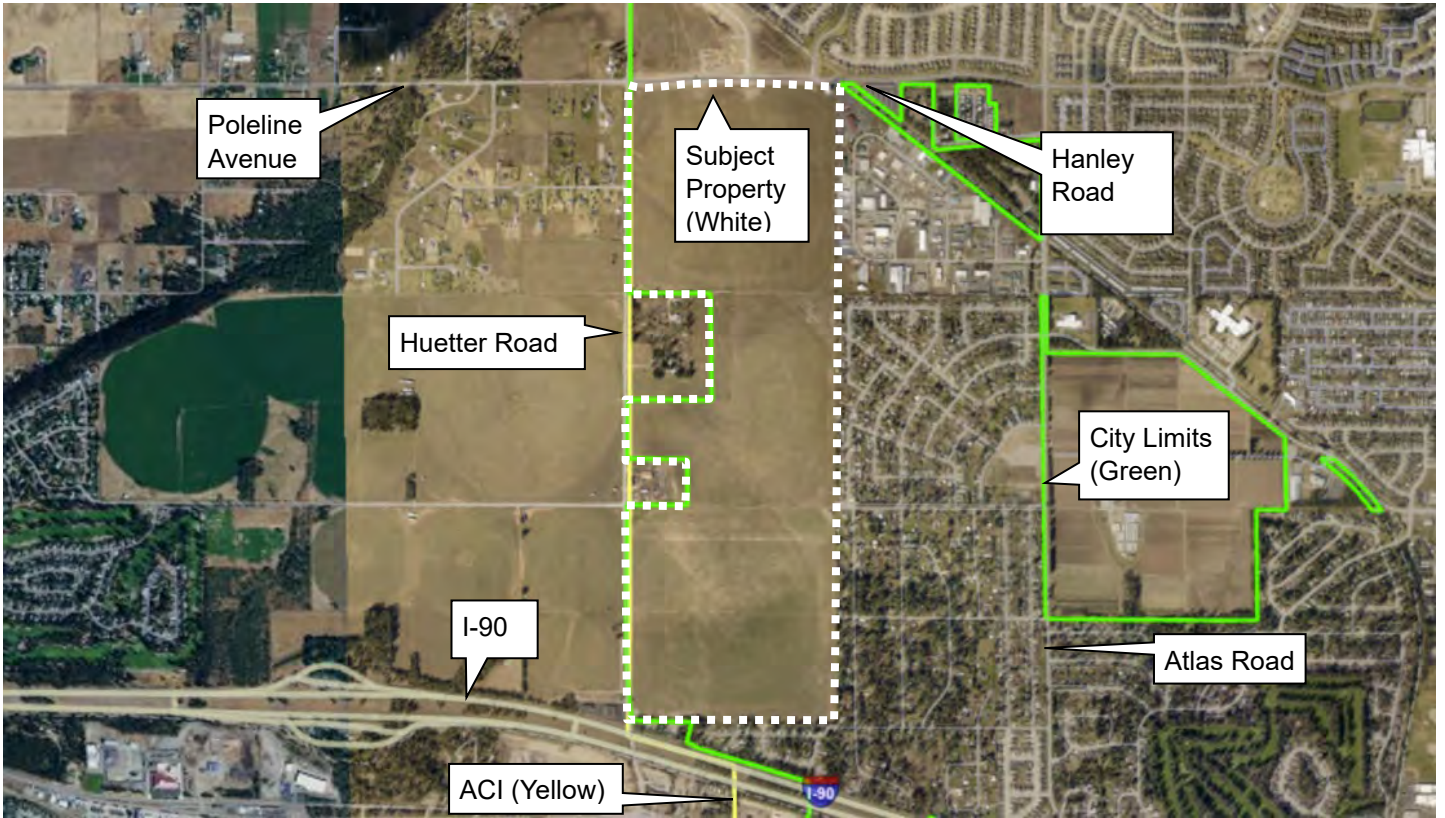 Poleline
Avenue
Subject
Property
(White)
Hanley
Road
Huetter Road
City Limits
(Green)
I-90
Atlas Road
ACI (Yellow)
I-90